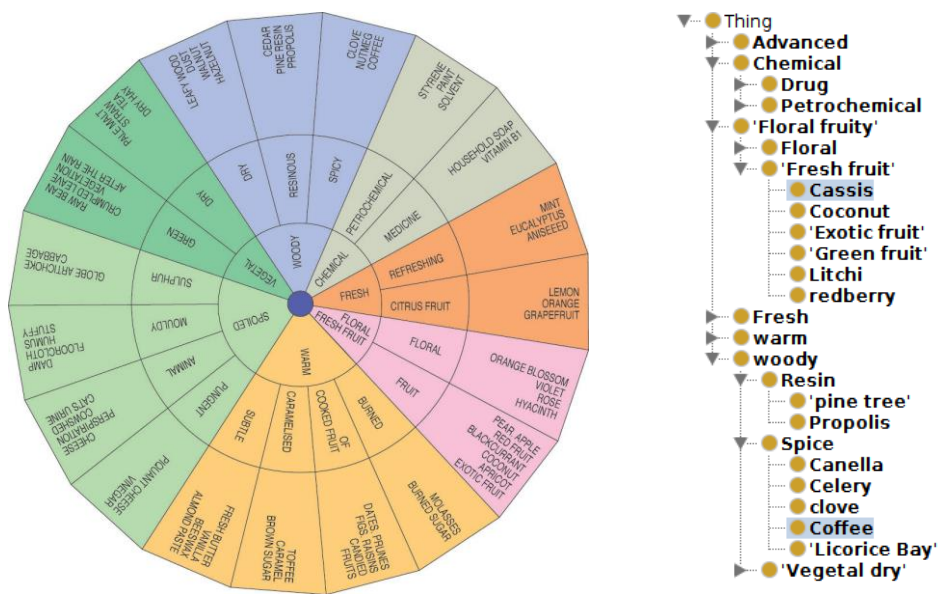 WOODY
DRY
RESINOUS
SPICY
LEAFY WOOD
DUST
WALNUT
HAZELNUT
CEDAR
PINE RESIN
PROPOLIS
CLOVE
NUTMEG
COFFEE
CHEMICAL
PETROCHEMICAL
MEDICINE
STYRENE
PAINT
SOLVENT
HOUSEHOLD SOAP
VITAMIN B1
FRESH
REFRESHING
CITRUS FRUIT
MINT
EUCALYPTUS
ANISEEED
LEMON
ORANGE
GRAPEFRUIT
FLORAL
FRESH FRUIT
FLORAL
FRUIT
ORANGE BLOSSOM
VIOLET
ROSE
HYACINTH
PEAR APPLE
RED FRUIT
BLACKCURRANT
COCONUT
APRICOT
EXOTIC FRUIT
WARM
BURNED
COOKED FRUIT
OF
CARAMELISED
SUBTLE
MOLASSES
BURNED SUGAR
DATES PRUNES
FIGS RAISINS
CANDIED
FRUITS
TOFFEE
CARAMEL
BROWN SUGAR
FRESH BUTTER
VANILLA
BEESWAX
ALMOND PASTE
SPOILED
PUNGENT
ANIMAL
MOULDY
SULPHUR
PIQUANT CHEESE
VINEGAR
CHEESE
PERSPIRATION
COWSHED
CAT'S URINE
DAMP
FLOORCLOTH
HUMUS
STUFFY
GLOBE ARTICHOKE
CABBAGE
VEGETAL
GREEN
DRY
RAW BEAN
CRUMPLED LEAVE
VEGETATION
AFTER THE RAIN
PALE MALT
STRAW
TEA
DRY HAY
Thing
Advanced
Chemical
Drug
Petrochemical
'Floral fruity'
Floral
'Fresh fruit'
Cassis
Coconut
'Exotic fruit'
'Green fruit'
Litchi
redberry
Fresh
warm
woody
Resin
'pine tree'
Propolis
Spice
Canella
Celery
clove
Coffee
'Licorice Bay'
'Vegetal dry'